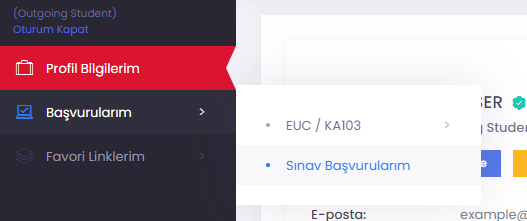 (Outgoing Student)
Oturum Kapat
Profil Bilgilerim
Başvurularım
EUC / KA103
Favori Linklerim
Sınav Başvurularım
E-posta:
example@